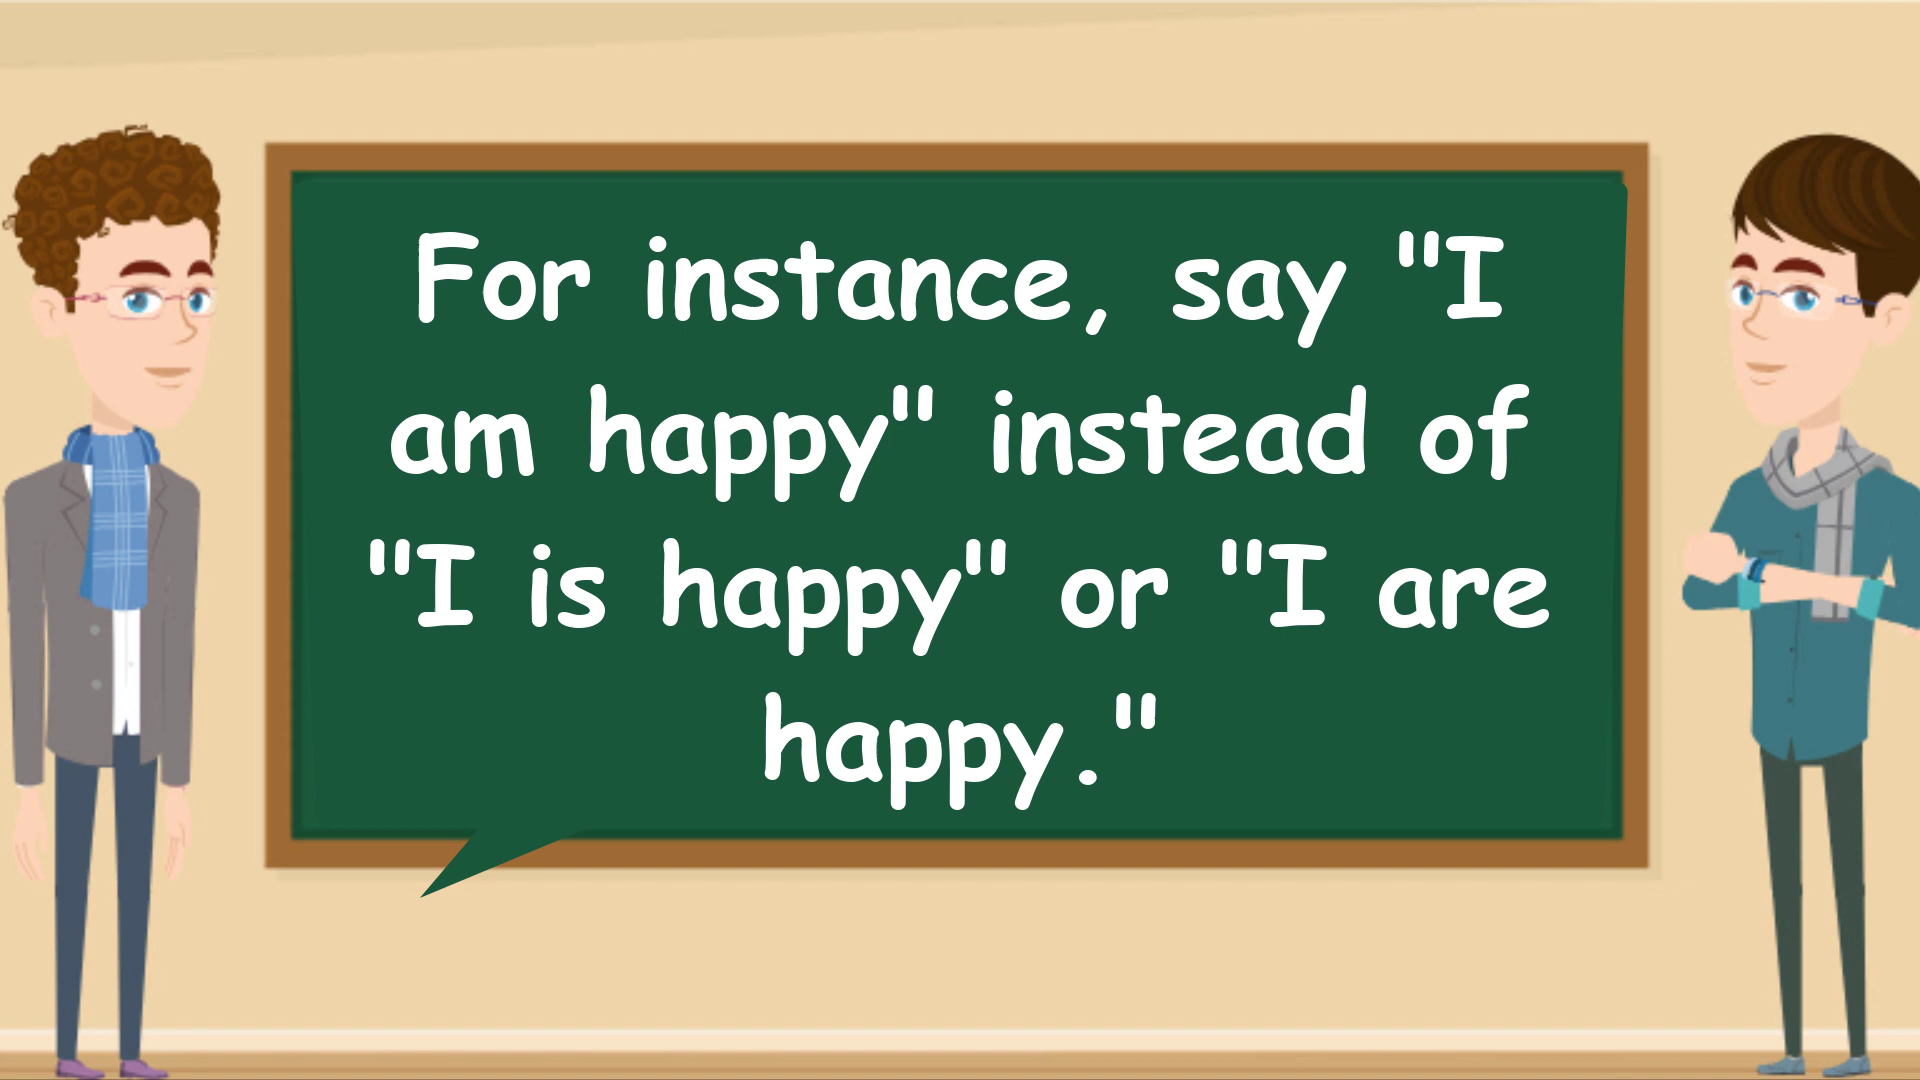 For instance, say "I
am happy" instead of
"I is happy" or "I are
happy."